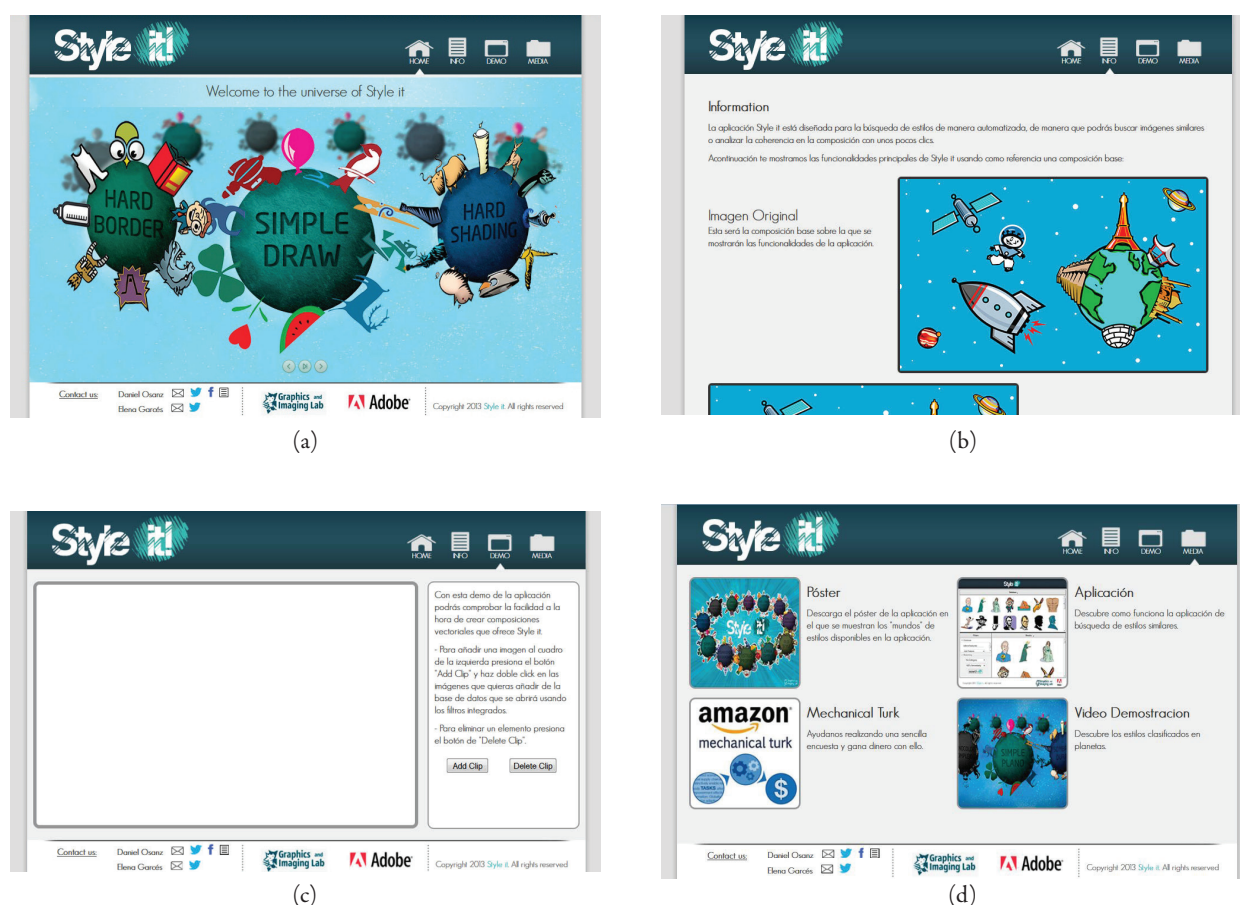 Style it!
HOME INFO DEMO MEDIA
Welcome to the universe of Style it
HARD
BORDER
SIMPLE
DRAW
HARD
SHADING
Contact us:
Daniel Osanz
Elena Garcés
Graphics and
Imaging Lab
Adobe
Copyright 2013 Style it. All rights reserved
(a)
Style it!
HOME INFO DEMO MEDIA
Information
La aplicación Style it está diseñada para la búsqueda de estilos de manera automatizada, de manera que podrás buscar imágenes similares
o analizar la coherencia en la composición con unos pocos clics.
Acontinuación te mostramos las funcionalidades principales de Style it usando como referencia una composición base:
Imagen Original
Esta será la composición base sobre la que se
mostrarán las funcionalidades de la aplicación.
(b)
Style it!
HOME INFO DEMO MEDIA
Con esta demo de la aplicación
podrás comprobar la facilidad a la
hora de crear composiciones
vectoriales que ofrece Style it.
- Para añadir una imagen al cuadro
de la izquierda presiona el botón
"Add Clip" y haz doble click en las
imágenes que quieras añadir de la
base de datos que se abrirá usando
los filtros integrados.
- Para eliminar un elemento presiona
el botón de "Delete Clip".
Add Clip
Delete Clip
Contact us:
Daniel Osanz
Elena Garcés
Graphics and
Imaging Lab
Adobe
Copyright 2013 Style it. All rights reserved
(c)
Style it!
HOME INFO DEMO MEDIA
Style it!
Póster
Descarga el póster de la aplicación en
el que se muestran los "mundos" de
estilos disponibles en la aplicación.
Style it!
Aplicación
Descubre como funciona la aplicación de
búsqueda de estilos similares.
amazon
mechanical turk
TASKS
$
Mechanical Turk
Ayudanos realizando una sencilla
encuesta y gana dinero con ello.
SIMPLE
PLANO
Video Demostracion
Descubre los estilos clasificados en
planetas.
Contact us:
Daniel Osanz
Elena Garcés
Graphics and
Imaging Lab
Adobe
Copyright 2013 Style it. All rights reserved
(d)